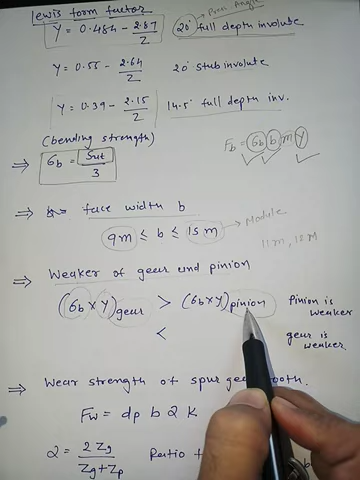 Lewis form factor
Pres. Angle
Y = 0.484 - 2.87/Z 20° full depth involute
Y = 0.55 - 2.64/Z 20° stub involute
Y = 0.39 - 2.15/Z 14.5° full depth inv.
(bending strength)
Fb = σb b m Y
⇒ σb = Sut/3
⇒ face width b
Module
9m ≤ b ≤ 15m
11m, 15m
⇒ Weaker of gear and pinion
(σb × Y)gear > (σb × Y)pinion Pinion is weaker
< gear is weaker.
⇒ Wear strength of spur gear tooth.
Fw = dp b Q K
Q = 2Zg/Zg+Zp Ratio